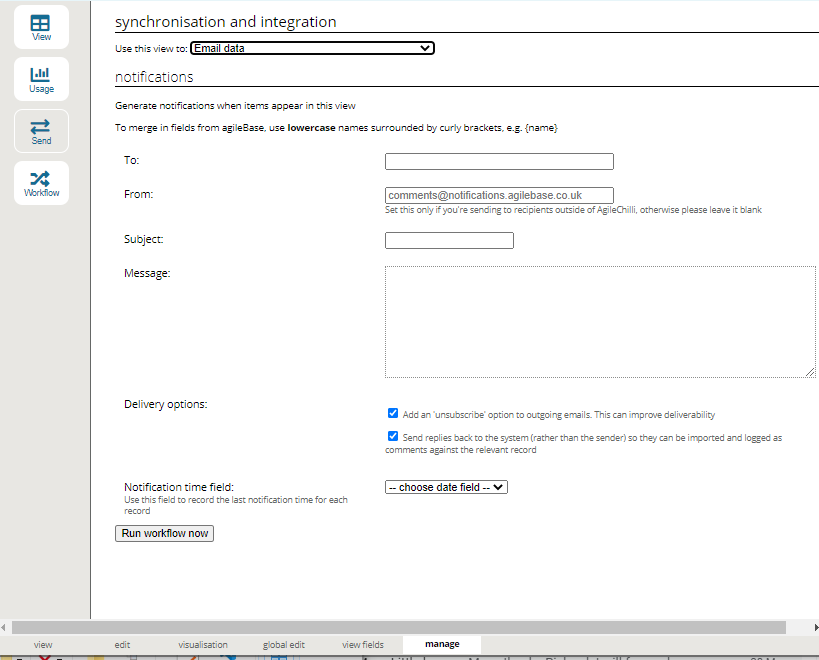 View
Usage
Send
Workflow
synchronisation and integration
Use this view to: Email data
notifications
Generate notifications when items appear in this view
To merge in fields from agileBase, use lowercase names surrounded by curly brackets, e.g. {name}
To:
From: comments@notifications.agilebase.co.uk
Set this only if you're sending to recipients outside of AgileChilli, otherwise please leave it blank
Subject:
Message:
Delivery options:
Add an 'unsubscribe' option to outgoing emails. This can improve deliverability
Send replies back to the system (rather than the sender) so they can be imported and logged as
comments against the relevant record
Notification time field: -- choose date field --
Use this field to record the last notification time for each
record
Run workflow now
view edit visualisation global edit view fields manage